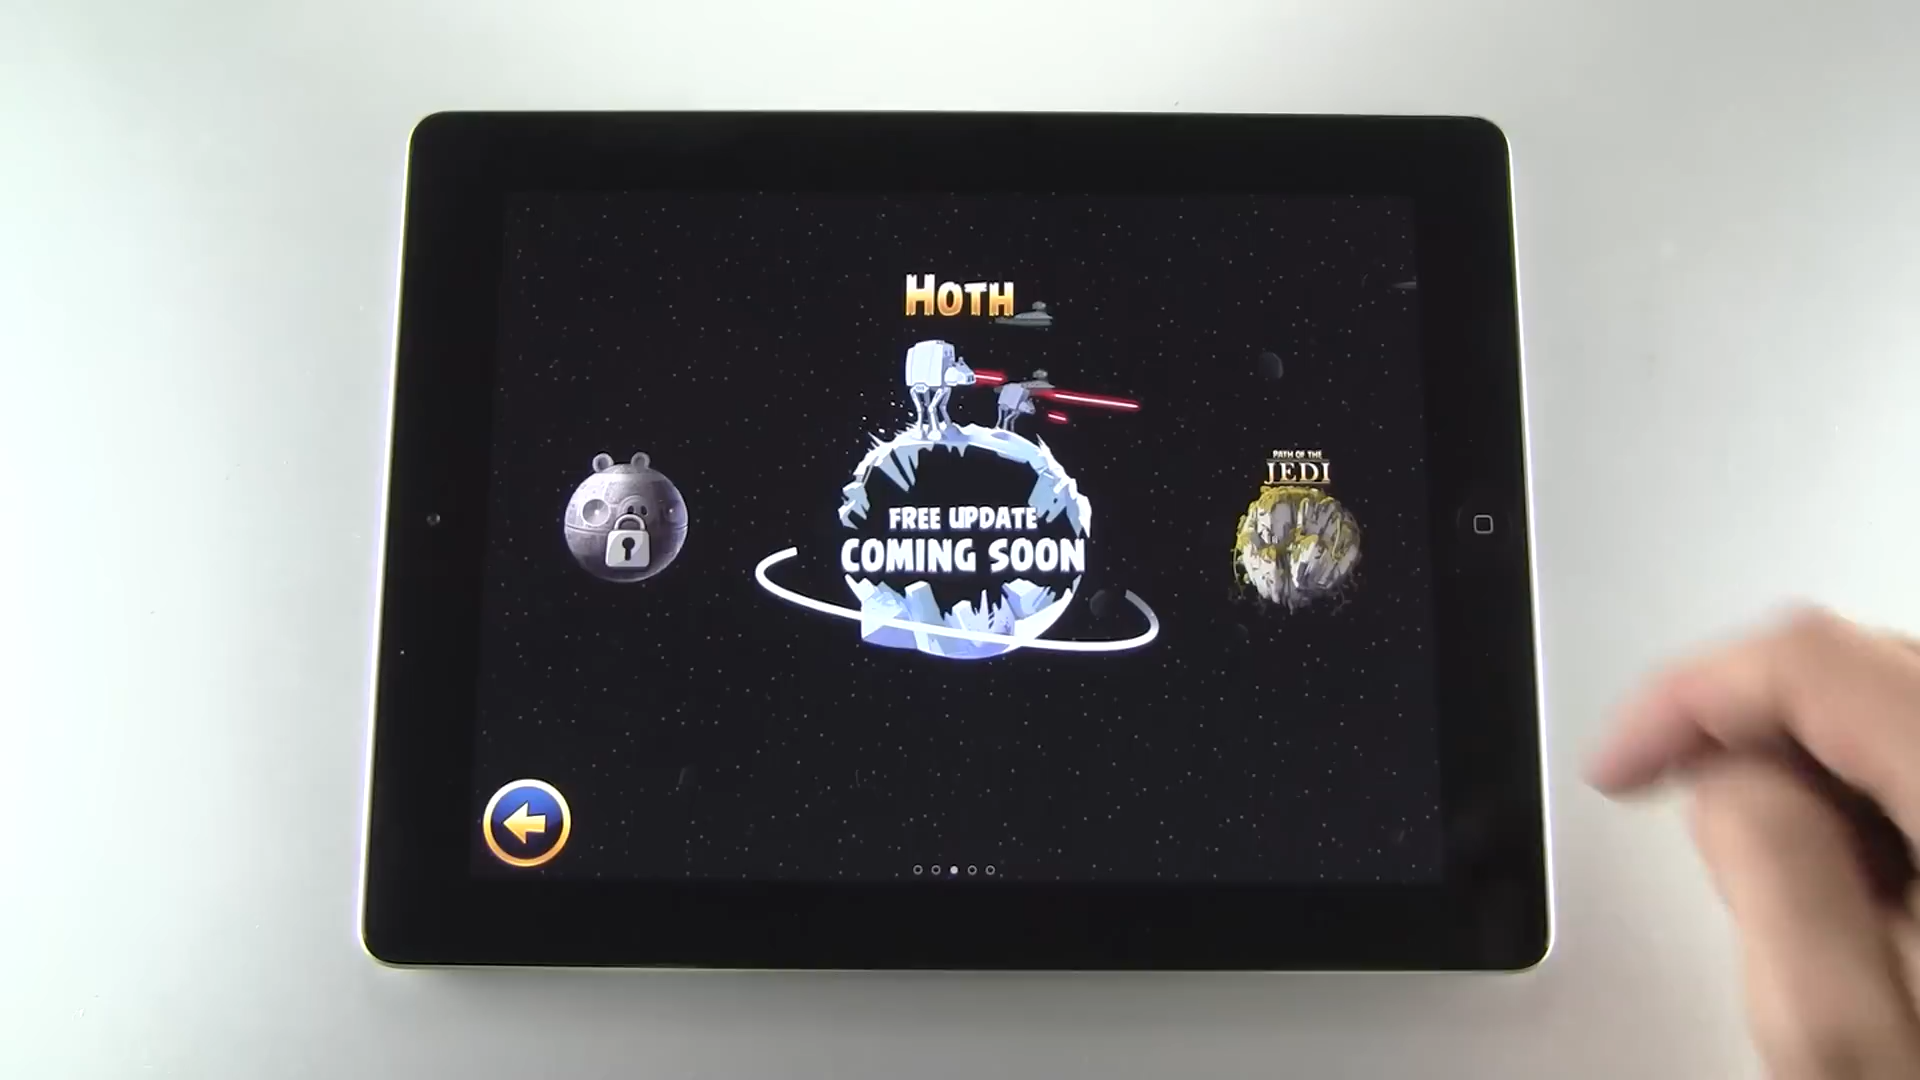 HOTH
PATH OF THE
JEDI
FREE UPDATE
COMING SOON